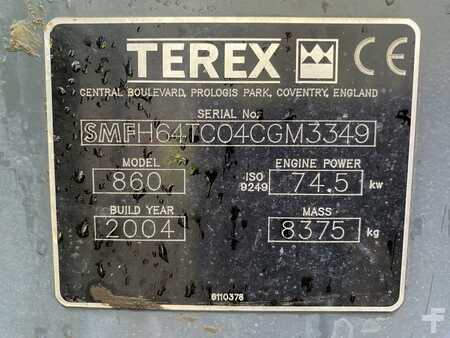 TEREX CE
CENTRAL BOULEVARD, PROLOGIS PARK, COVENTRY, ENGLAND
SERIAL No.
SMFH64TC04CGM3349
MODEL
860
ISO 9249
ENGINE POWER
74.5 kw
BUILD YEAR
2004
MASS
8375 kg
6110378